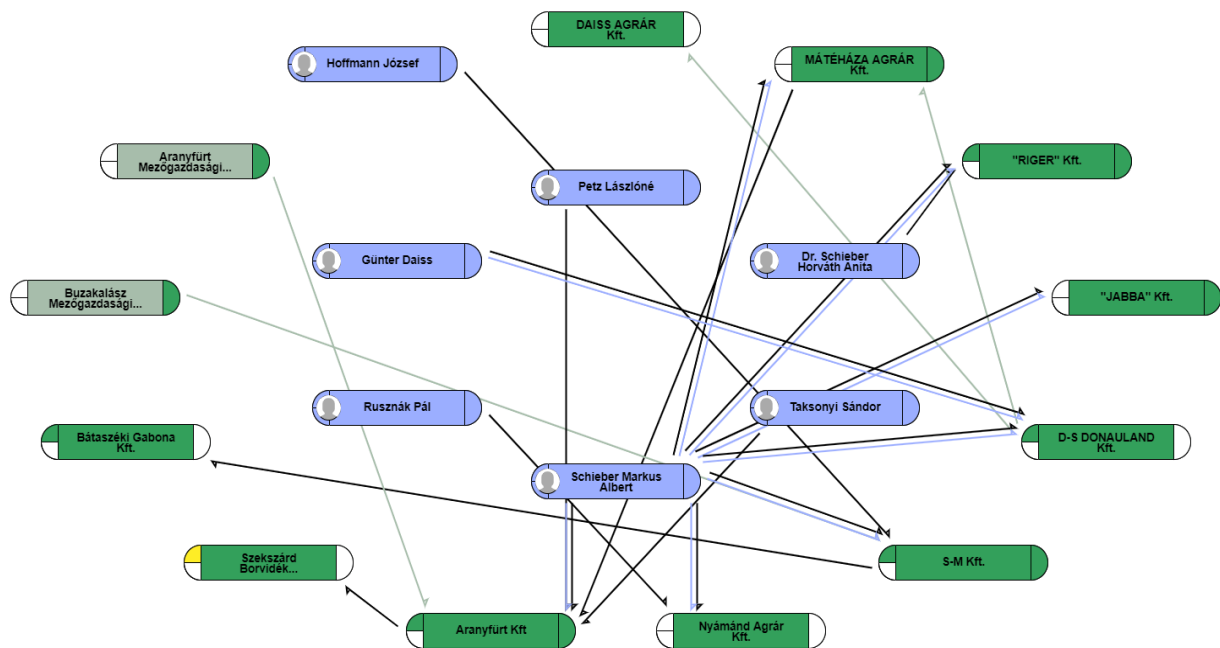 DAISS AGRÁR
Kft.
Hoffmann József
MÁTÉHÁZA AGRÁR
Kft.
Aranyfürt
Mezőgazdasági...
"RIGER" Kft.
Petz Lászlóné
Günter Daiss
Dr. Schieber
Horváth Anita
Buzakalász
Mezőgazdasági...
"JABBA" Kft.
Rusznák Pál
Taksonyi Sándor
Bátaszéki Gabona
Kft.
D-S DONAULAND
Kft.
Schieber Markus
Albert
Szekszárd
Borvidék...
S-M Kft.
Aranyfürt Kft
Nyámánd Agrár
Kft.